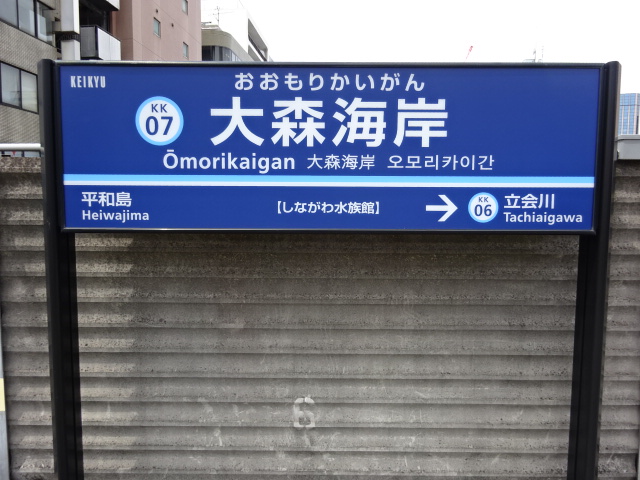 KEIKYU
おおもりかいがん
KK
07
大森海岸
Ōmorikaigan 大森海岸 오모리카이간
平和島
Heiwajima
【しながわ水族館】
→
KK
06
立会川
Tachiaigawa
6